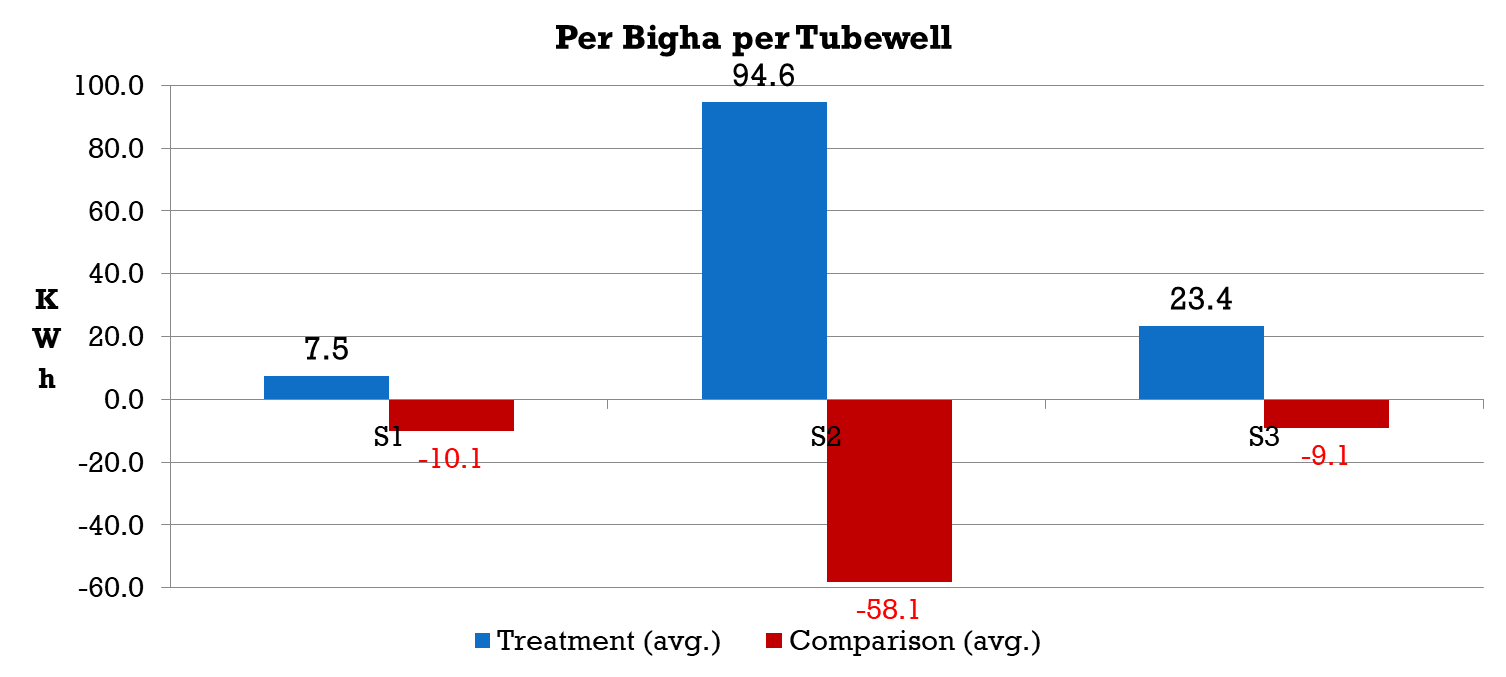 Per Bigha per Tubewell
94.6
100.0
80.0
60.0
40.0
20.0
0.0
-20.0
-40.0
-60.0
K
W
h
7.5
23.4
S1
S2
S3
-10.1
-9.1
-58.1
Treatment (avg.) Comparison (avg.)